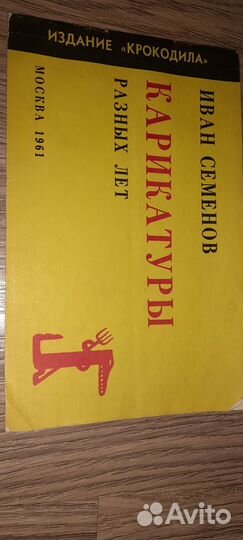 ИЗДАНИЕ «КРОКОДИЛА»
ИВАН СЕМЕНОВ
КАРИКАТУРЫ
РАЗНЫХ ЛЕТ
МОСКВА 1961
Avito